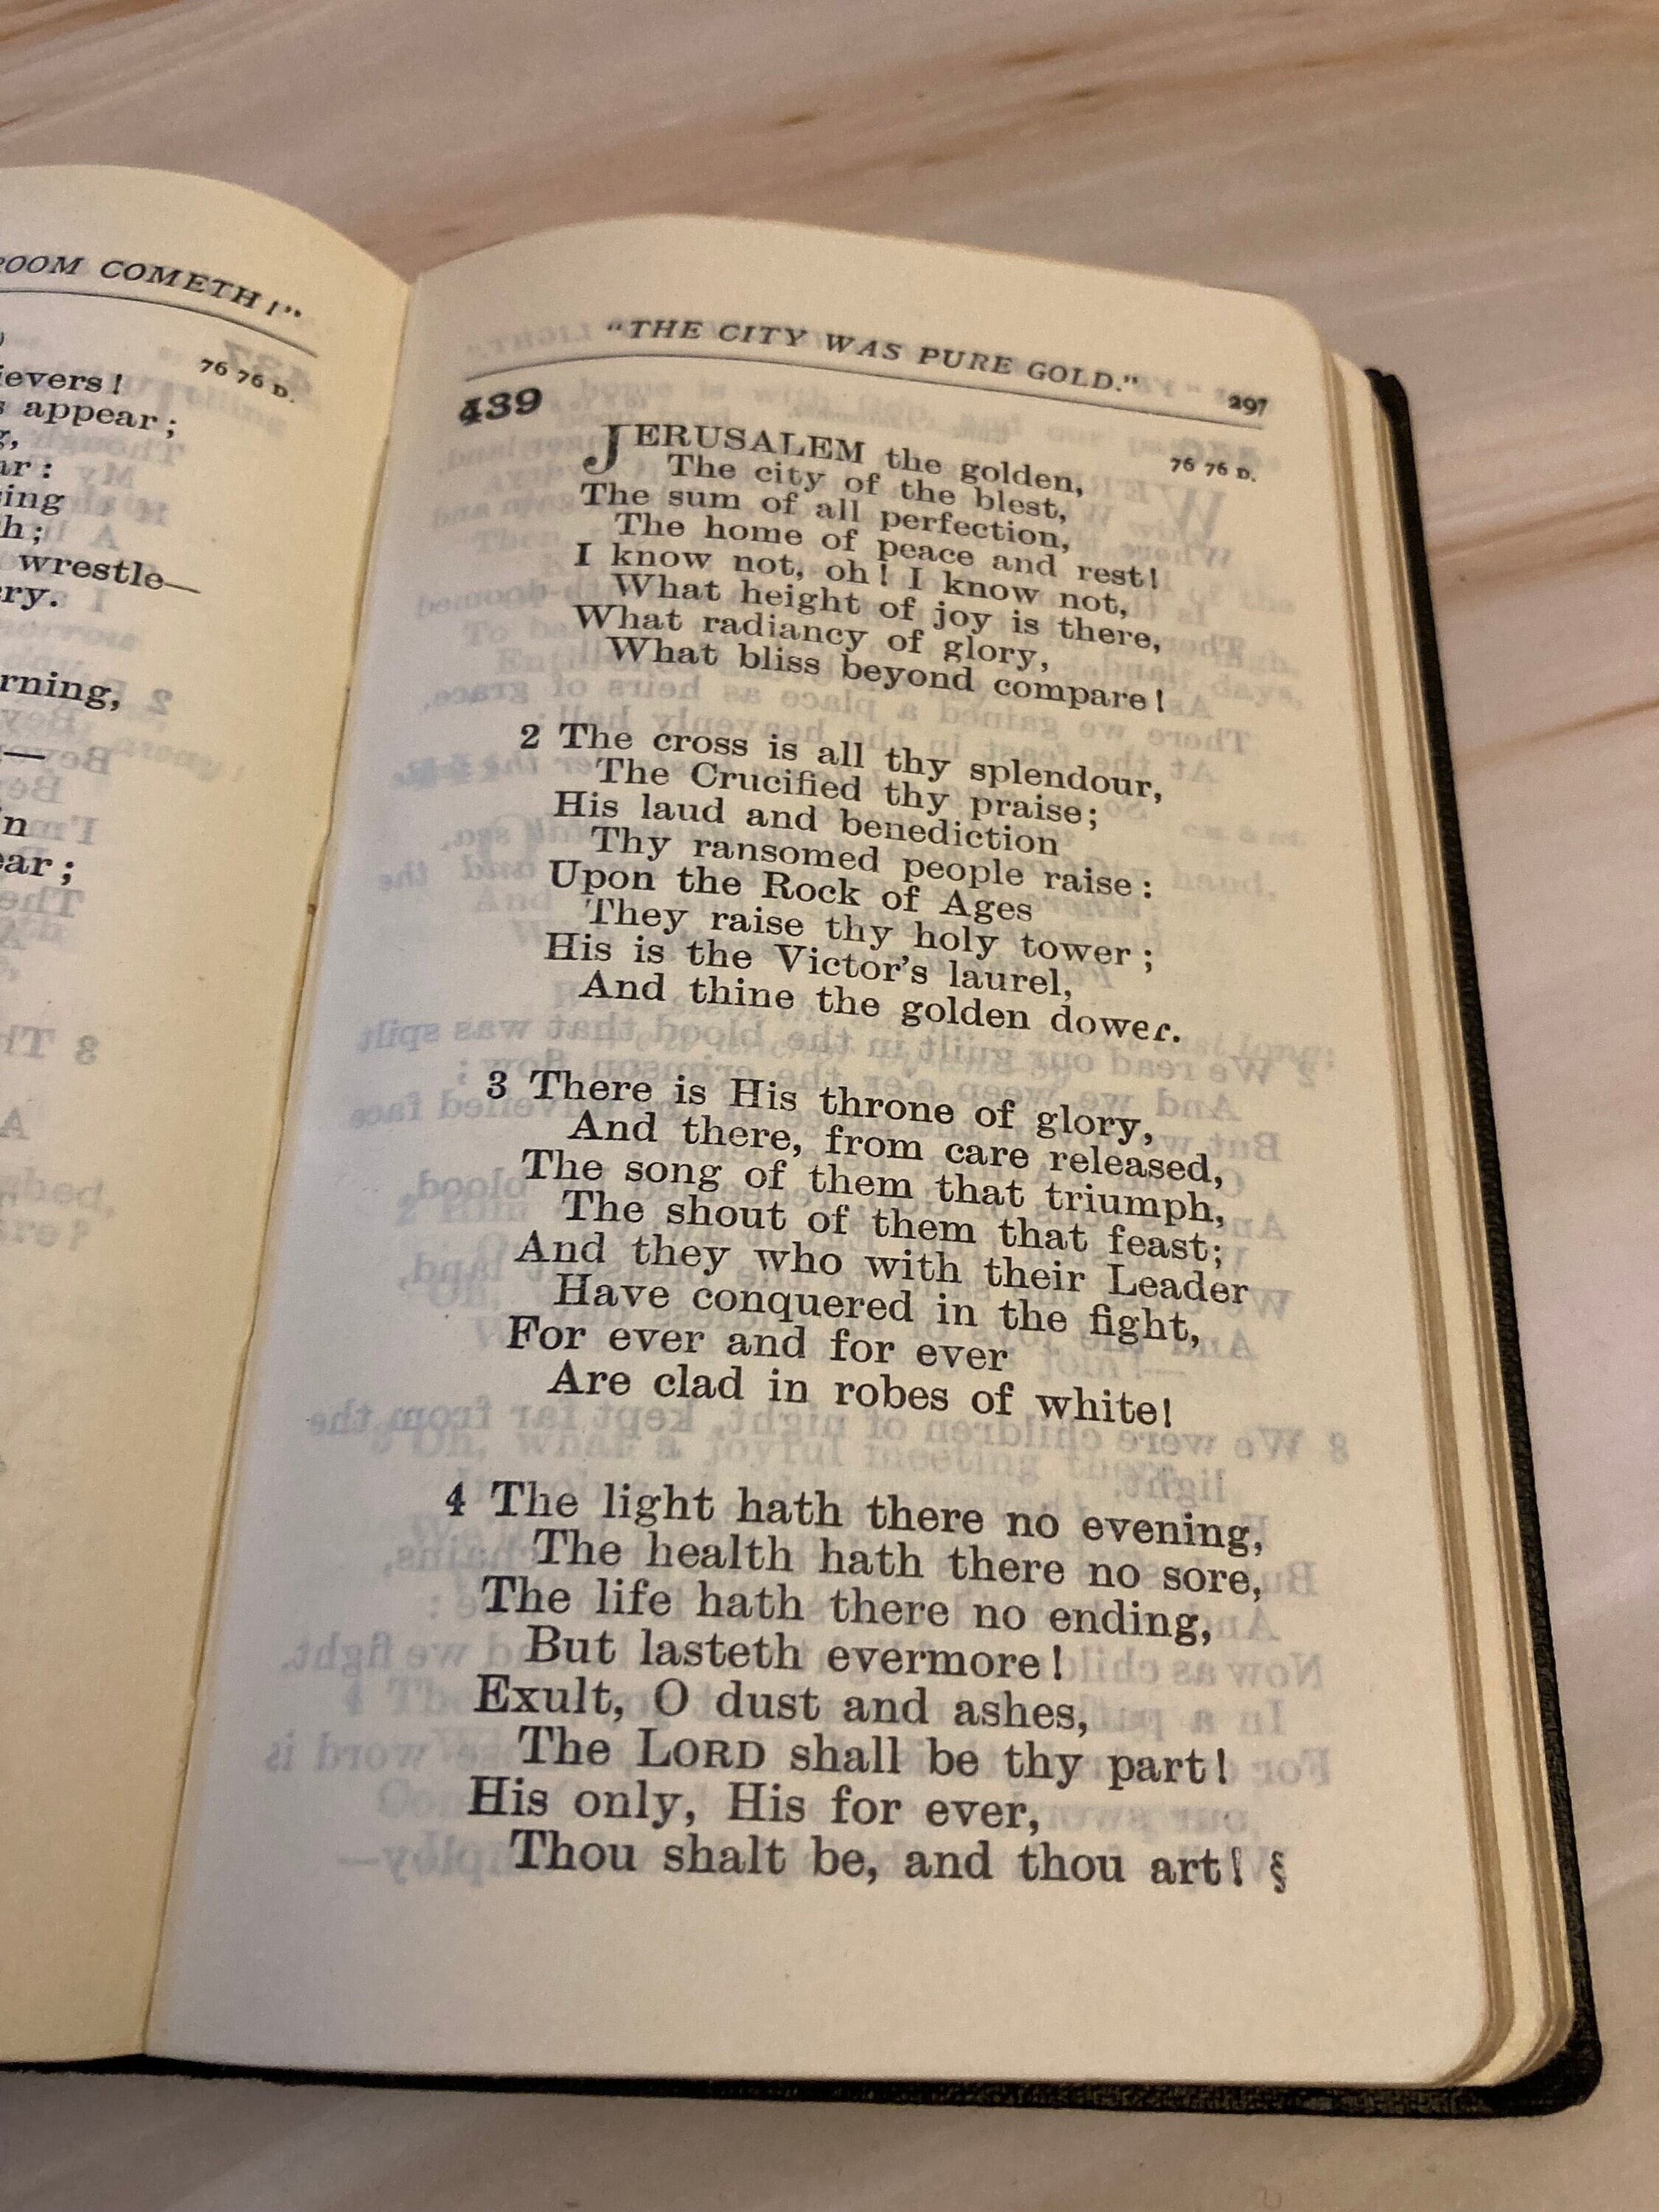 ROOM COMETH!"
76 76 D.
ievers!
appear;
ing
h;
wrestle—
ry.
rning,
—
n
ear;
"THE CITY WAS PURE GOLD."
297
439
76 76 D.
JERUSALEM the golden,
The city of the blest,
The sum of all perfection,
The home of peace and rest!
I know not, oh! I know not,
What height of joy is there,
What radiancy of glory,
What bliss beyond compare!
2 The cross is all thy splendour,
The Crucified thy praise;
His laud and benediction
Thy ransomed people raise:
Upon the Rock of Ages
They raise thy holy tower;
His is the Victor's laurel,
And thine the golden dower.
3 There is His throne of glory,
And there, from care released,
The song of them that triumph,
The shout of them that feast;
And they who with their Leader
Have conquered in the fight,
For ever and for ever
Are clad in robes of white!
4 The light hath there no evening,
The health hath there no sore,
The life hath there no ending,
But lasteth evermore!
Exult, O dust and ashes,
The LORD shall be thy part!
His only, His for ever,
Thou shalt be, and thou art! §